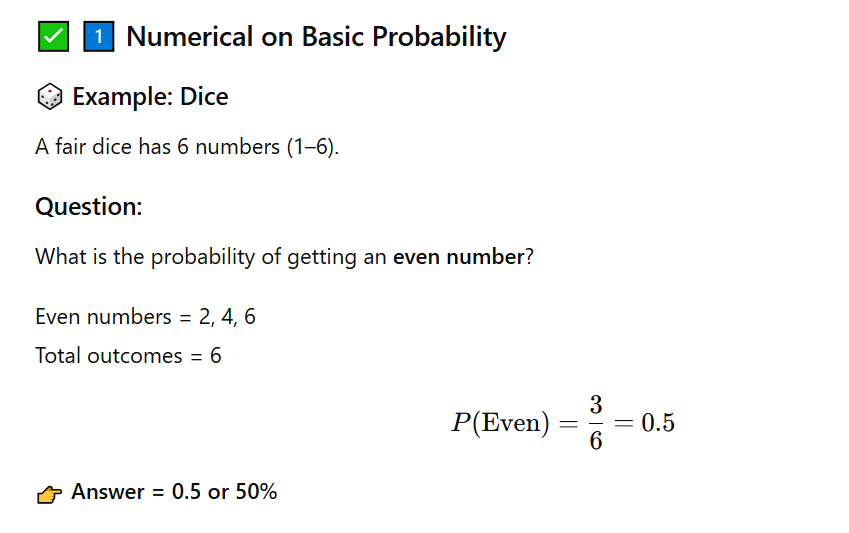 ✅ 1️⃣ Numerical on Basic Probability
🎲 Example: Dice
A fair dice has 6 numbers (1–6).
Question:
What is the probability of getting an even number?
Even numbers = 2, 4, 6
Total outcomes = 6
P(Even) = 3/6 = 0.5
👉 Answer = 0.5 or 50%